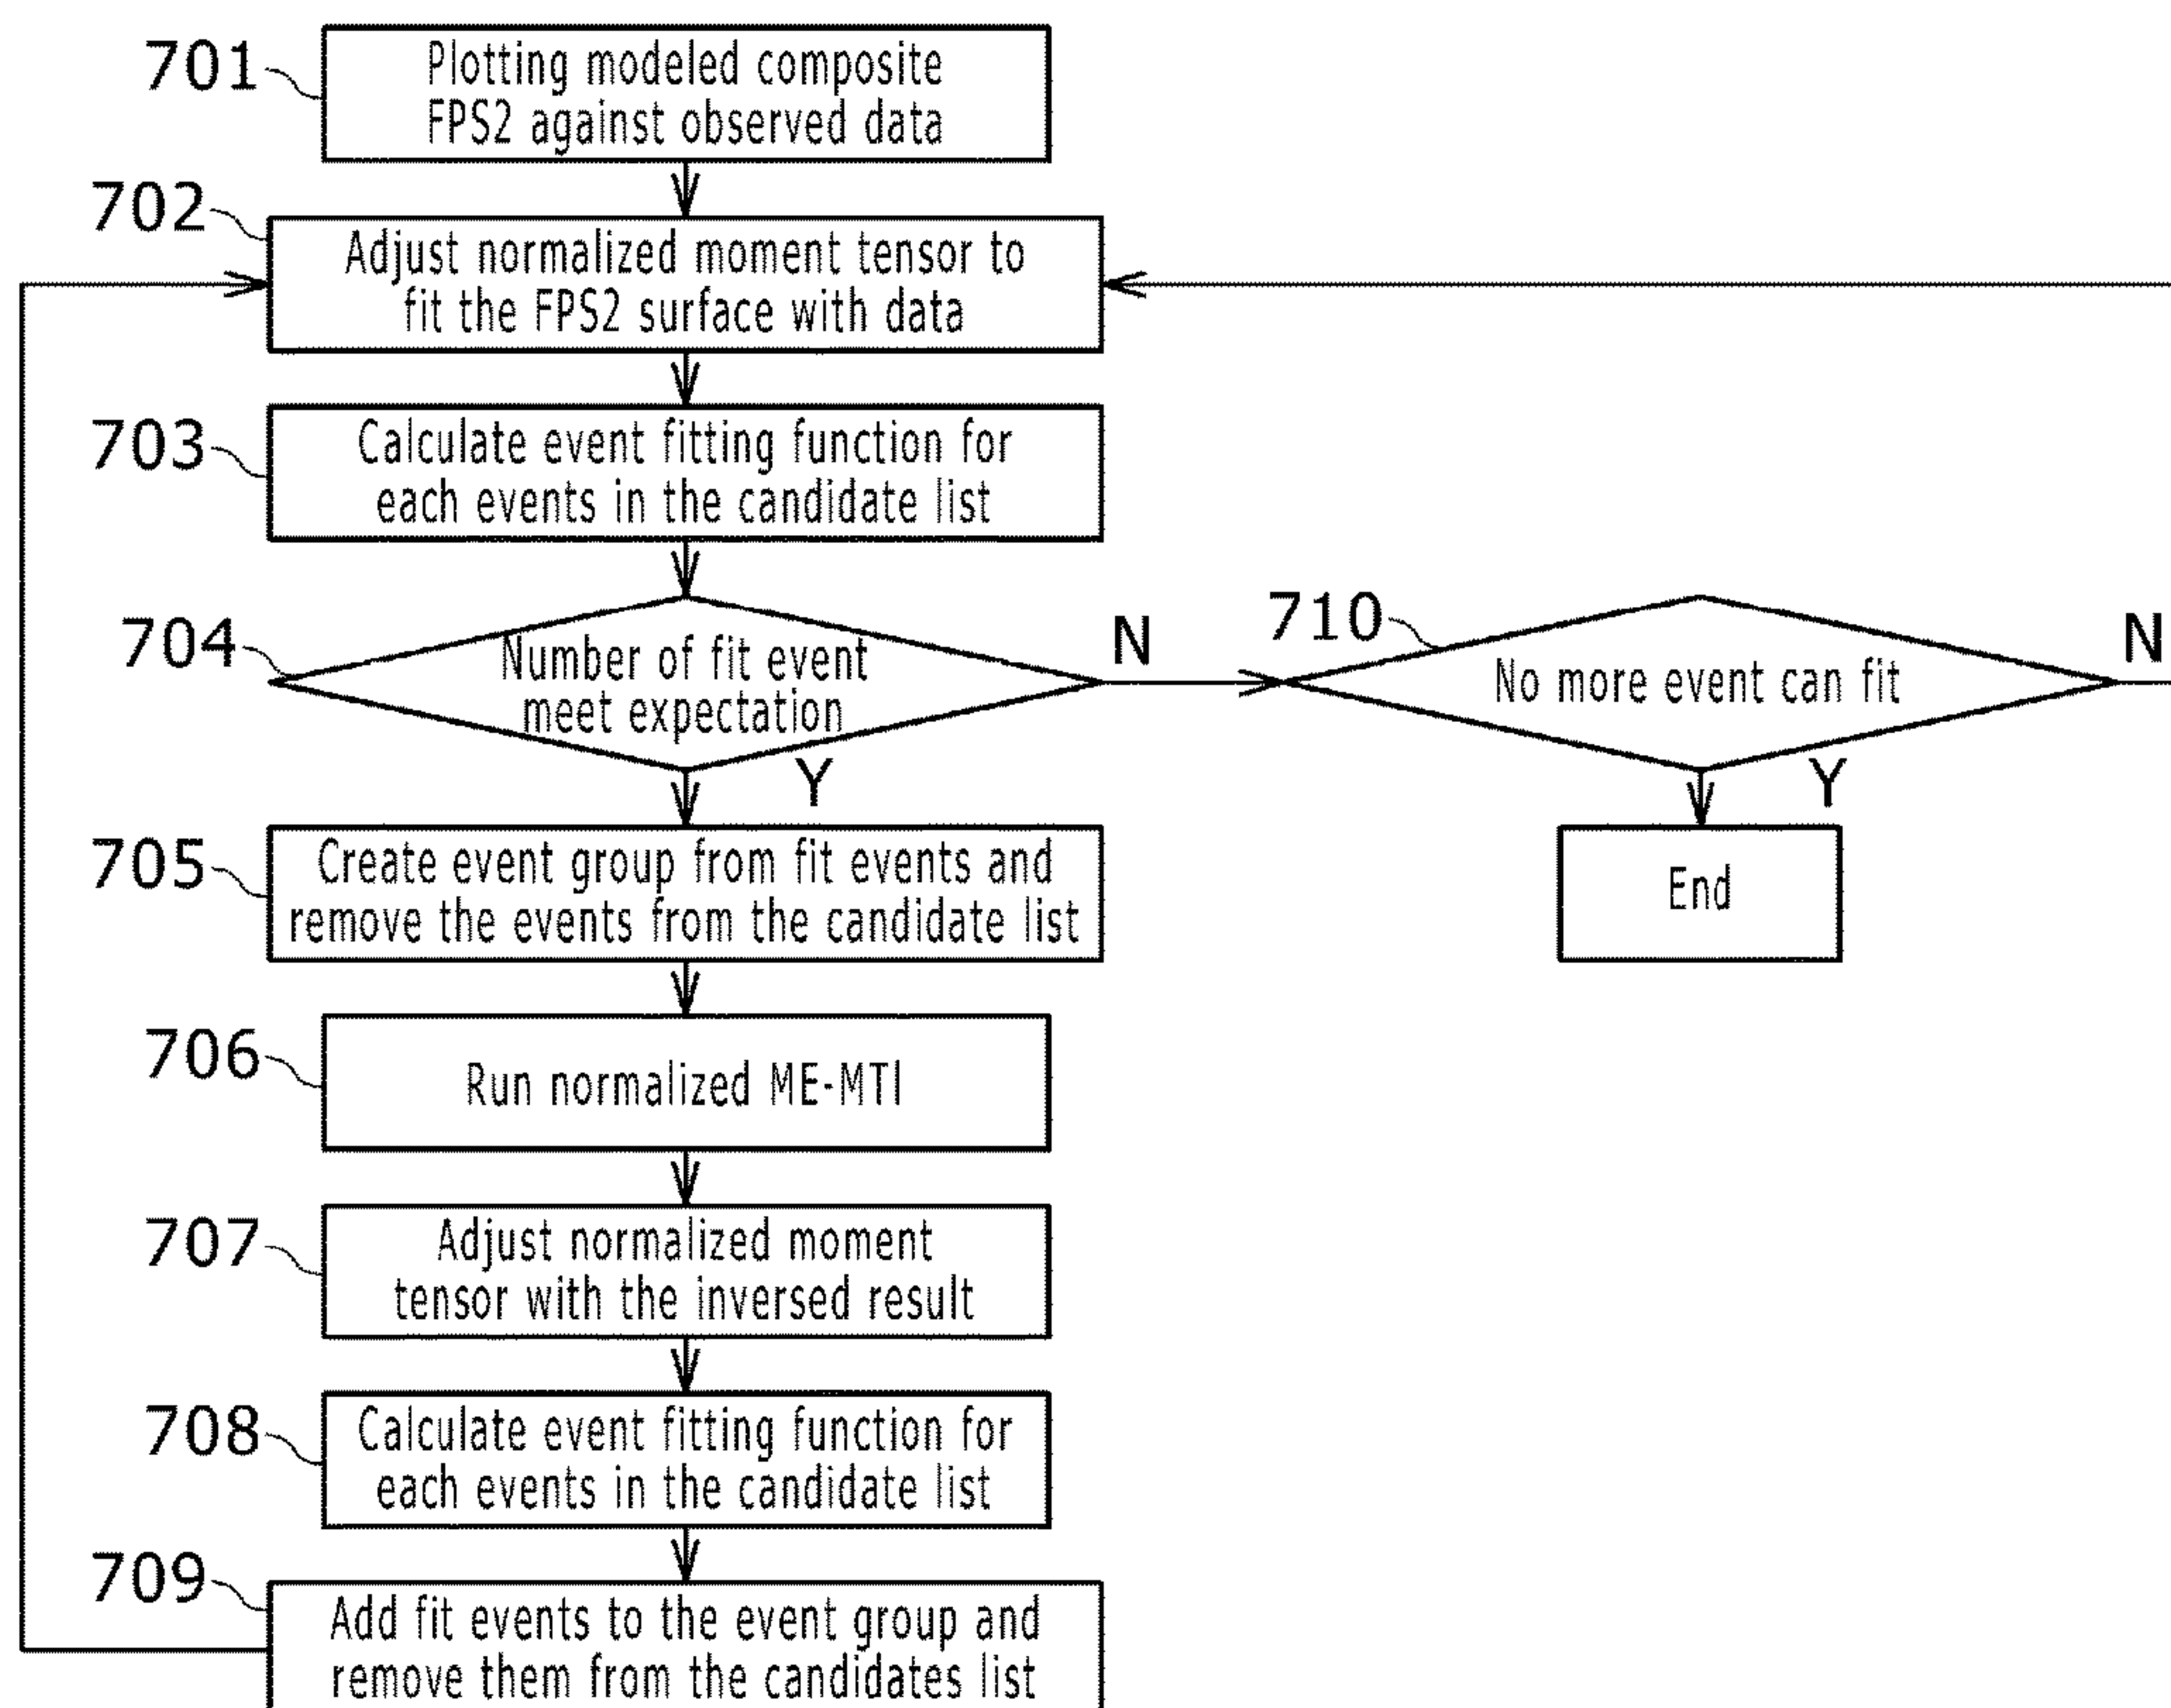 701
Plotting modeled composite
FPS2 against observed data
702
Adjust normalized moment tensor to
fit the FPS2 surface with data
703
Calculate event fitting function for
each events in the candidate list
704
Number of fit event
meet expectation
N
710
No more event can fit
N
Y
Y
705
Create event group from fit events and
remove the events from the candidate list
End
706
Run normalized ME-MTI
707
Adjust normalized moment
tensor with the inversed result
708
Calculate event fitting function for
each events in the candidate list
709
Add fit events to the event group and
remove them from the candidates list